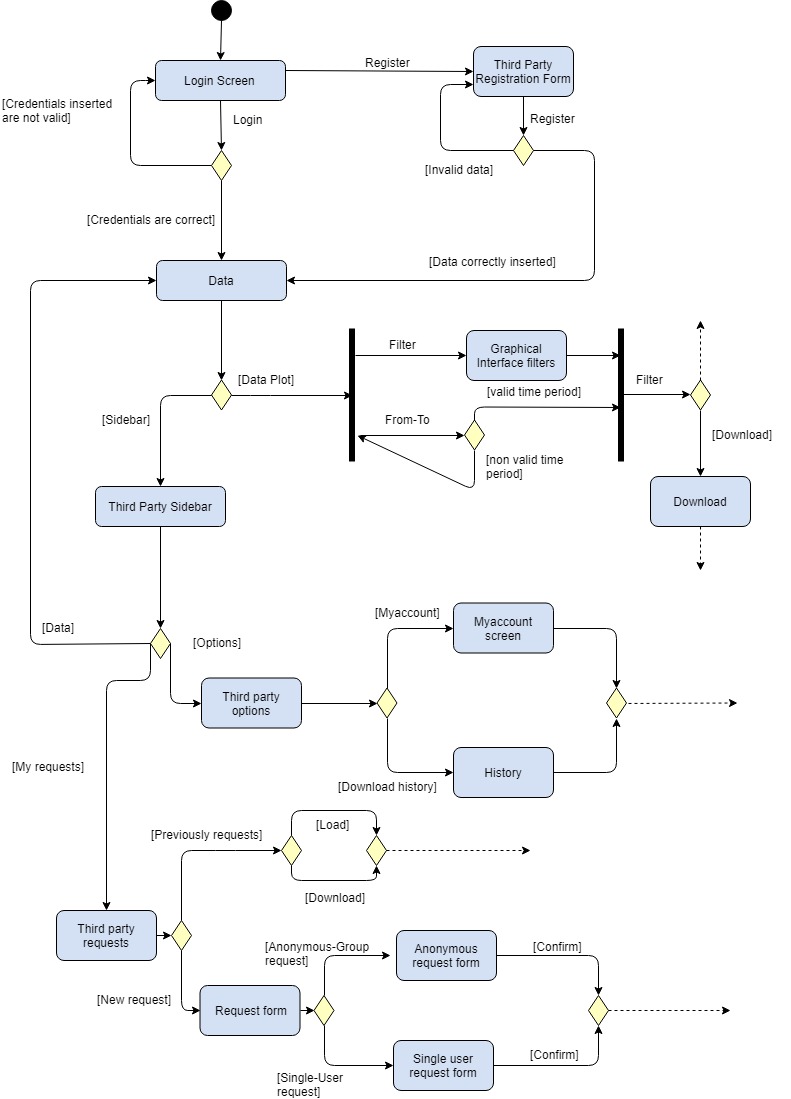 Register
Third Party
Registration Form
Login Screen
[Credentials inserted
are not valid]
Login
Register
[Invalid data]
[Credentials are correct]
[Data correctly inserted]
Data
Filter
Graphical
Interface filters
[Data Plot]
Filter
[valid time period]
[Sidebar]
From-To
[Download]
[non valid time
period]
Third Party Sidebar
Download
[Myaccount]
Myaccount
screen
[Data]
[Options]
Third party
options
[My requests]
History
[Download history]
[Load]
[Previously requests]
[Download]
Third party
requests
[Anonymous-Group
request]
Anonymous
request form
[Confirm]
[New request]
Request form
[Confirm]
Single user
request form
[Single-User
request]